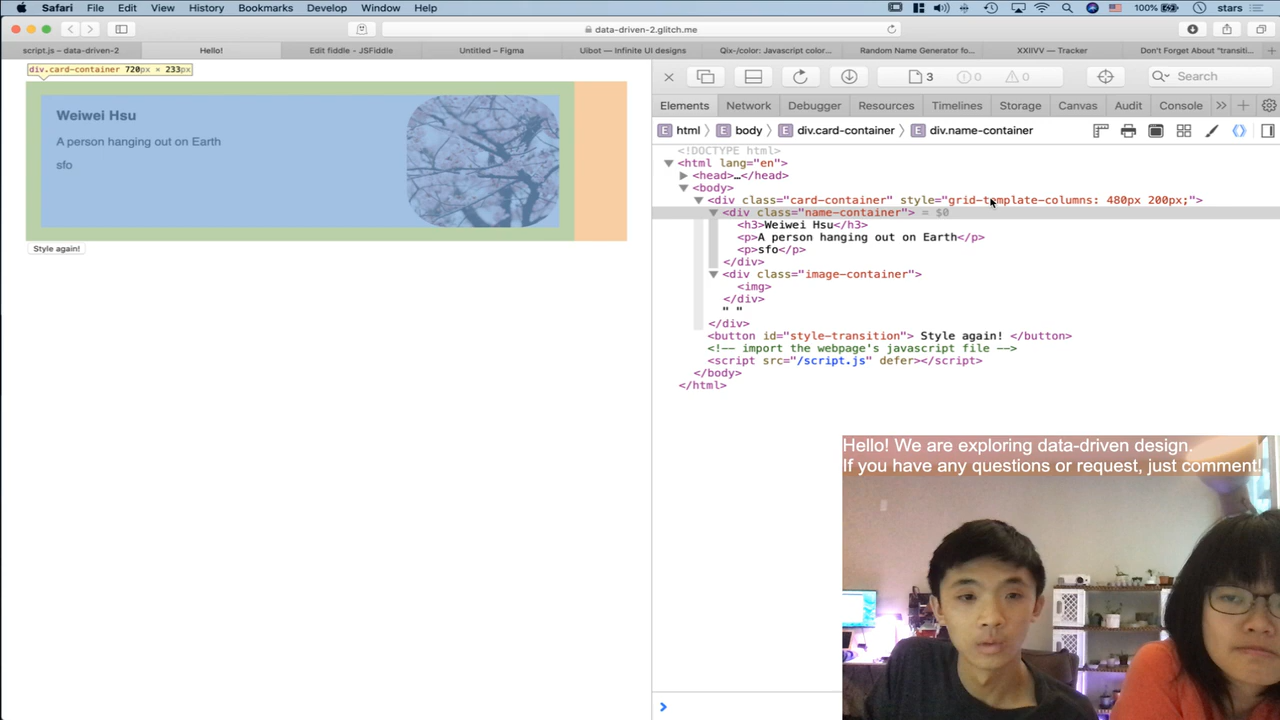 Safari File Edit View History Bookmarks Develop Window Help 100% stars
data-driven-2.glitch.me
script.js – data-driven-2 Hello! Edit fiddle - JSFiddle Untitled – Figma Uibot — Infinite UI designs Qix-/color: Javascript color... Random Name Generator fo... XXIIVV — Tracker Don't Forget About "transiti...
div.card-container 720px × 233px
Weiwei Hsu
A person hanging out on Earth
sfo
Style again!
3 0 0 Search
Elements Network Debugger Resources Timelines Storage Canvas Audit Console
E html E body E div.card-container E div.name-container
<!DOCTYPE html>
<html lang="en">
<head>…</head>
<body>
<div class="card-container" style="grid-template-columns: 480px 200px;">
<div class="name-container"> = $0
<h3>Weiwei Hsu</h3>
<p>A person hanging out on Earth</p>
<p>sfo</p>
</div>
<div class="image-container">
<img>
</div>
" "
</div>
<button id="style-transition"> Style again! </button>
<!-- import the webpage's javascript file -->
<script src="/script.js" defer></script>
</body>
</html>
Hello! We are exploring data-driven design.
If you have any questions or request, just comment!